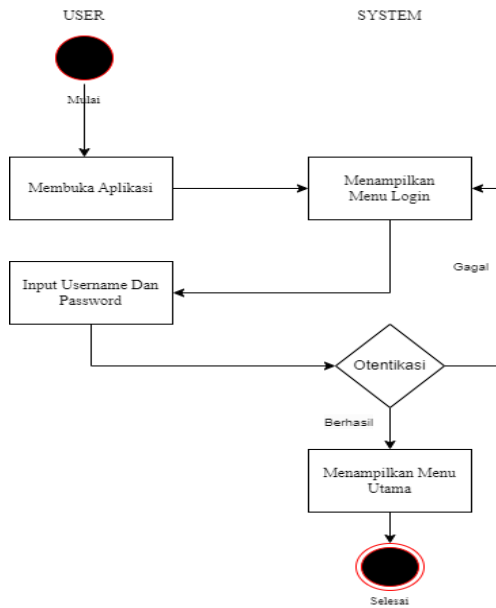 USER
SYSTEM
Mulai
Membuka Aplikasi
Menampilkan
Menu Login
Input Username Dan
Password
Gagal
Otentikasi
Berhasil
Menampilkan Menu
Utama
Selesai